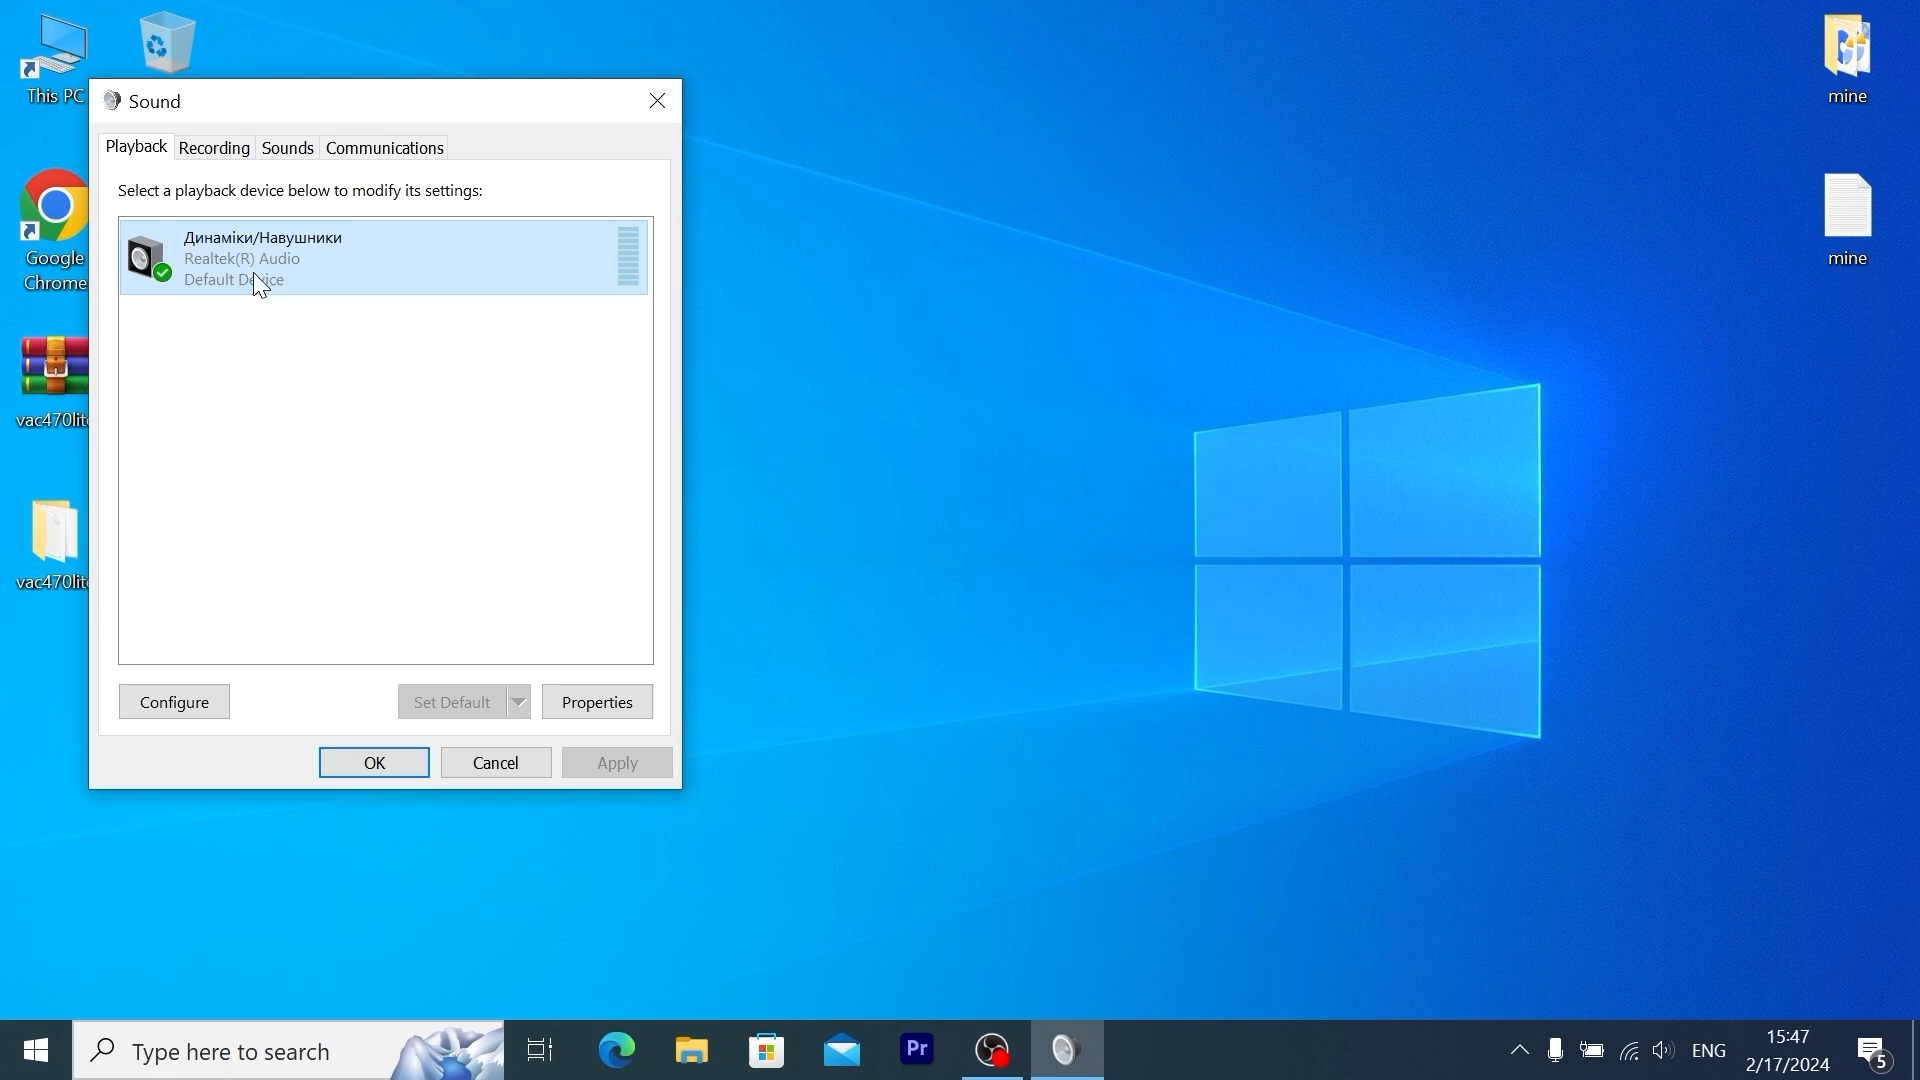 This PC
Google
Chrome
vac470lite
vac470lite
Sound
Playback
Recording
Sounds
Communications
Select a playback device below to modify its settings:
Динаміки/Навушники
Realtek(R) Audio
Default Device
Configure
Set Default
Properties
OK
Cancel
Apply
mine
mine
Type here to search
Pr
ENG
15:47
2/17/2024
5